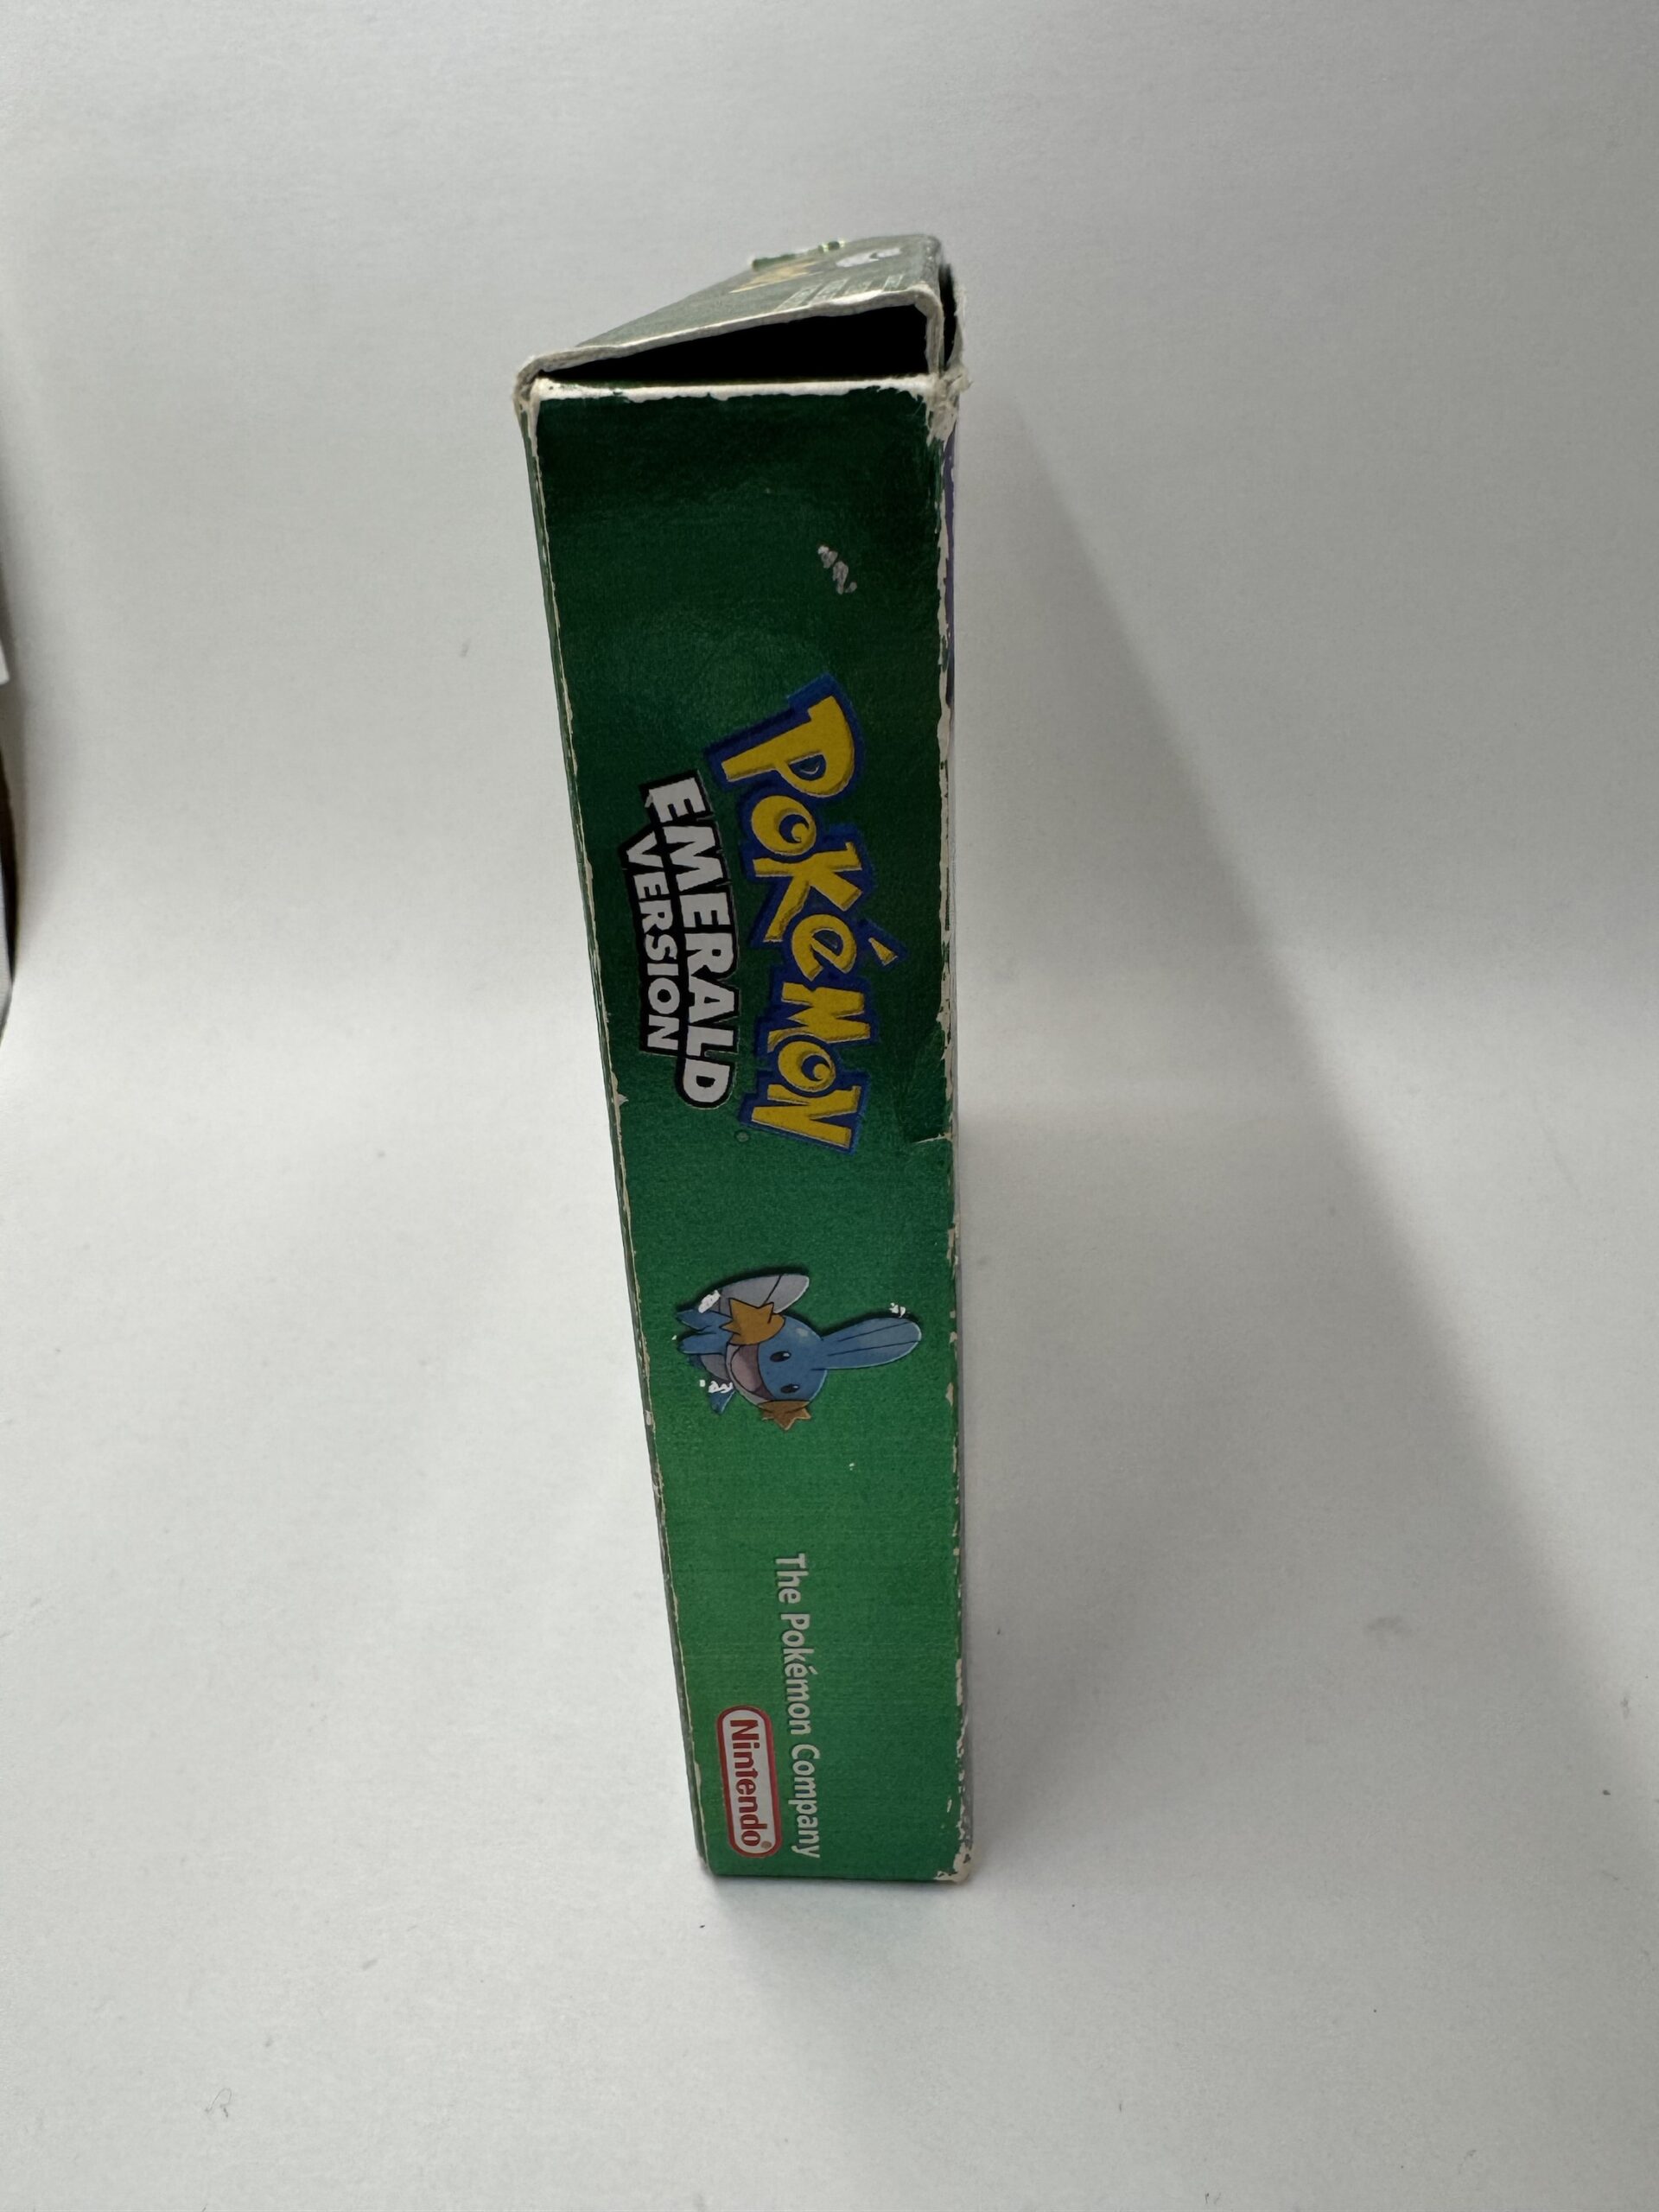 POKéMON
EMERALD
VERSION
The Pokémon Company
Nintendo®